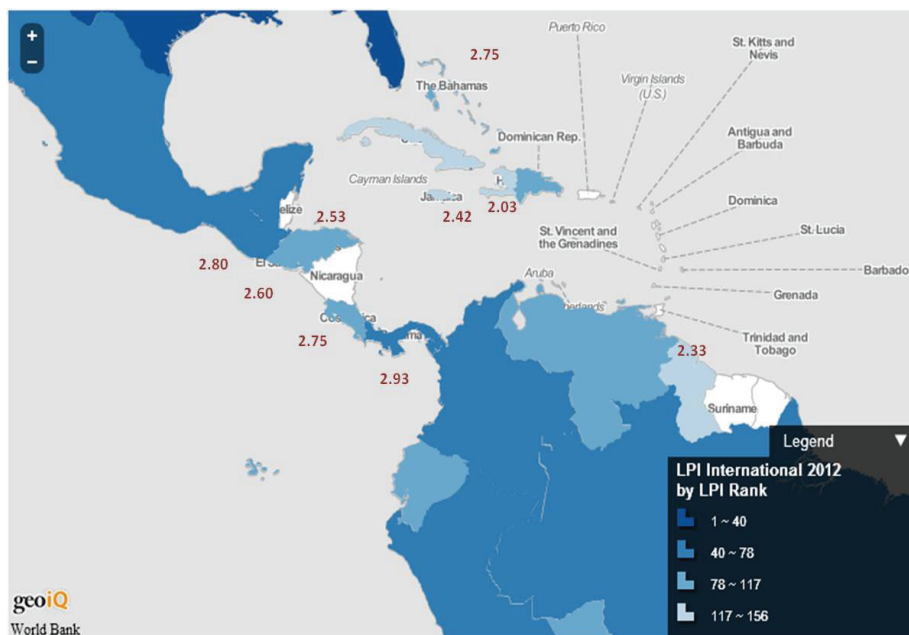 +
−
2.75
Puerto Rico
St. Kitts and
Nevis
Virgin Islands
(U.S.)
The Bahamas
Antigua and
Barbuda
Dominican Rep.
Cayman Islands
Jamaica
2.42
2.03
Dominica
2.53
St. Vincent and
the Grenadines
St. Lucia
2.80
Nicaragua
2.60
Aruba
Barbado
Grenada
2.75
2.93
Trinidad and
Tobago
2.33
Suriname
Legend
LPI International 2012
by LPI Rank
1 ~ 40
40 ~ 78
78 ~ 117
117 ~ 156
geoiQ
World Bank